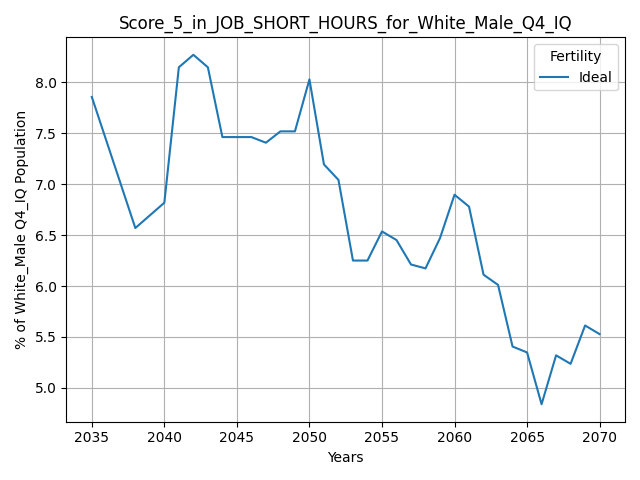 Score_5_in_JOB_SHORT_HOURS_for_White_Male_Q4_IQ
Fertility
Ideal
% of White_Male Q4_IQ Population
8.0
7.5
7.0
6.5
6.0
5.5
5.0
2035 2040 2045 2050 2055 2060 2065 2070
Years